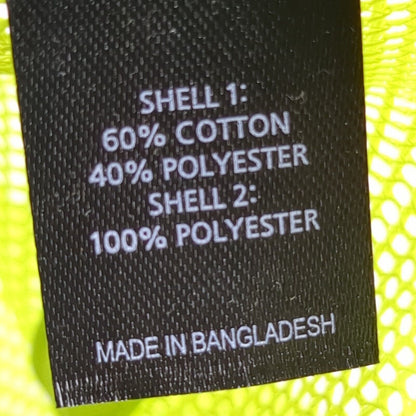 SHELL 1:
60% COTTON
40% POLYESTER
SHELL 2:
100% POLYESTER
MADE IN BANGLADESH